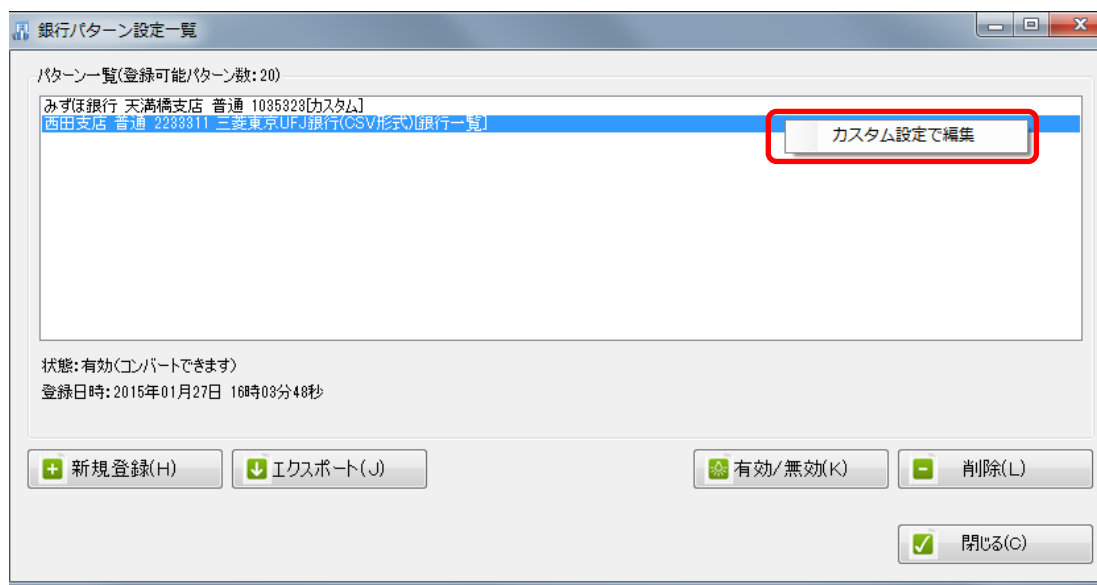 銀行パターン設定一覧
パターン一覧(登録可能パターン数:20)
みずほ銀行 天満橋支店 普通 1035323[カスタム]
西田支店 普通 2233311 三菱東京UFJ銀行(CSV形式)[銀行一覧]
カスタム設定で編集
状態:有効(コンバートできます)
登録日時:2015年01月27日 16時03分48秒
新規登録(H)
エクスポート(J)
有効/無効(K)
削除(L)
閉じる(C)